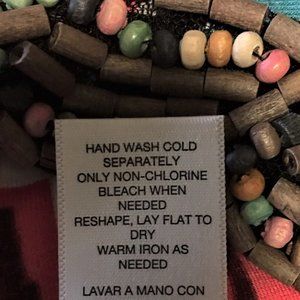 HAND WASH COLD
SEPARATELY
ONLY NON-CHLORINE
BLEACH WHEN
NEEDED
RESHAPE, LAY FLAT TO
DRY
WARM IRON AS
NEEDED
LAVAR A MANO CON